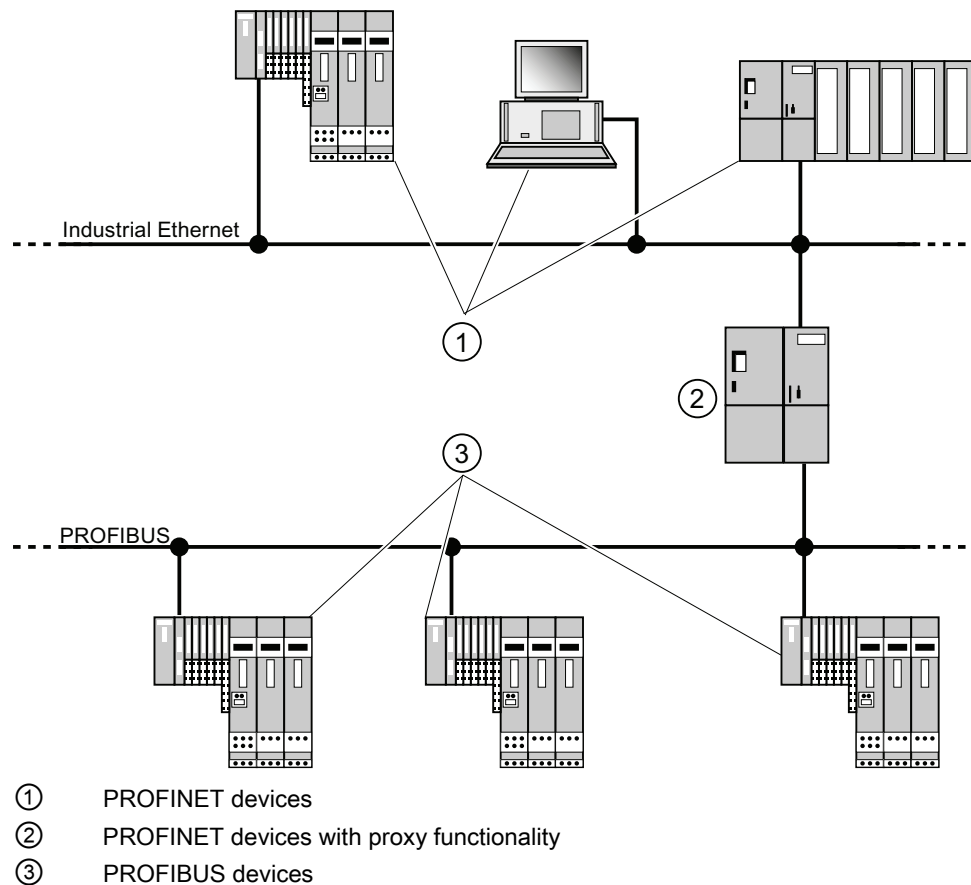 Industrial Ethernet
①
②
③
PROFIBUS
① PROFINET devices
② PROFINET devices with proxy functionality
③ PROFIBUS devices